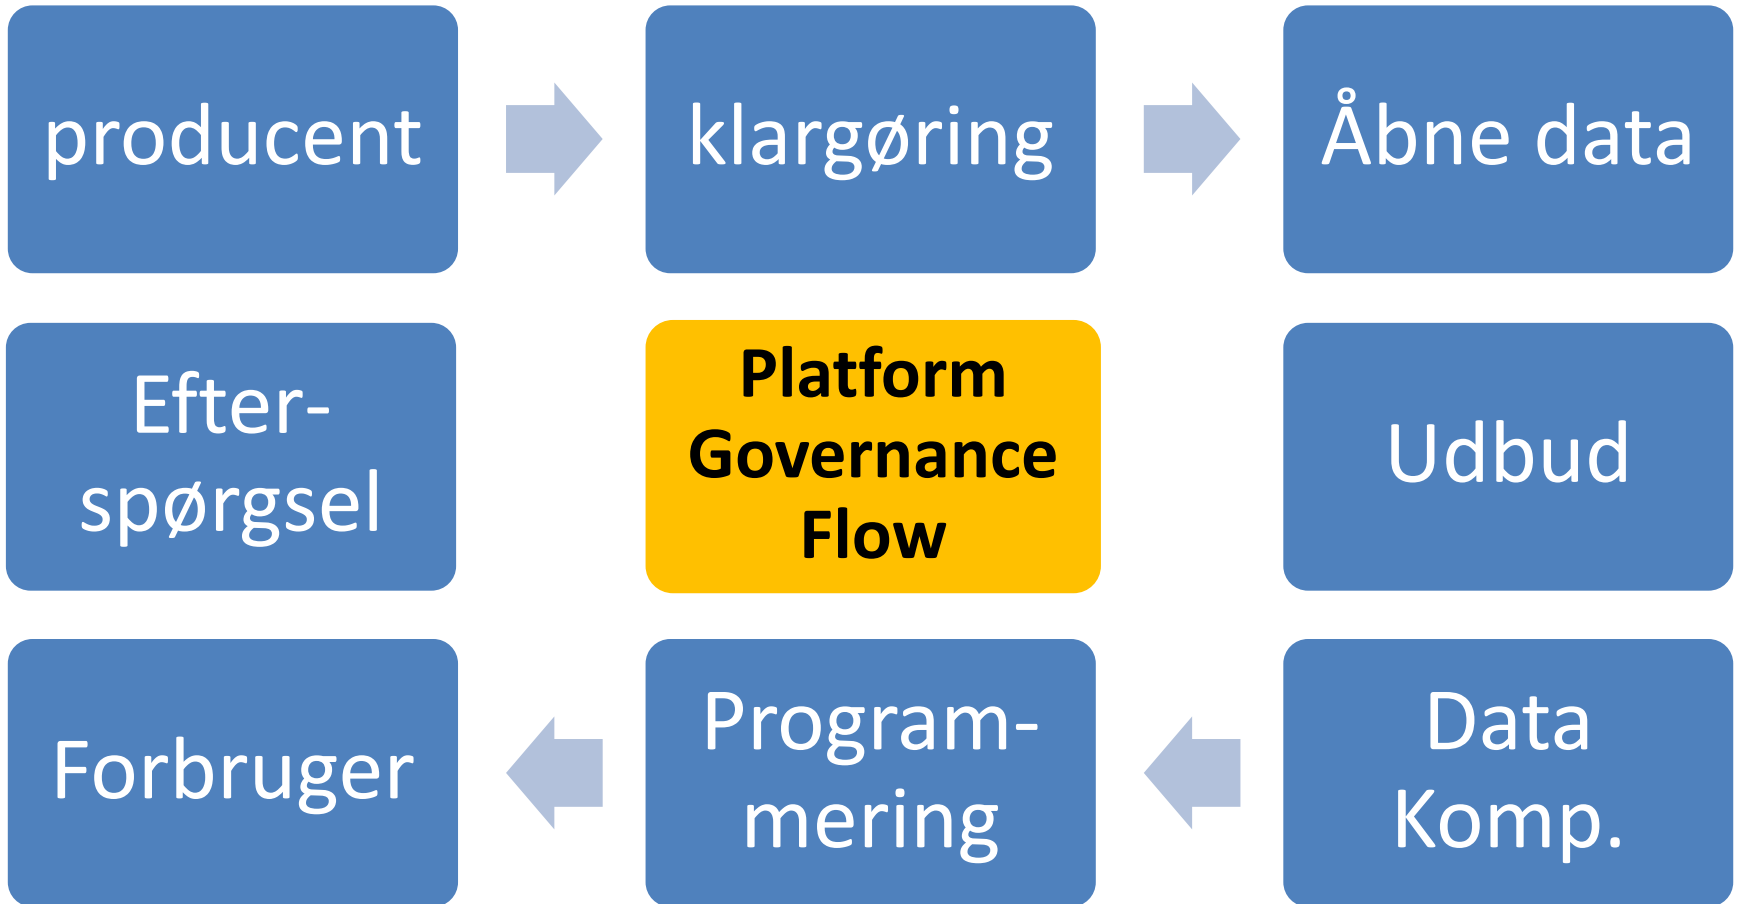 producent
klargøring
Åbne data
Efter-
spørgsel
Platform
Governance
Flow
Udbud
Forbruger
Program-
mering
Data
Komp.